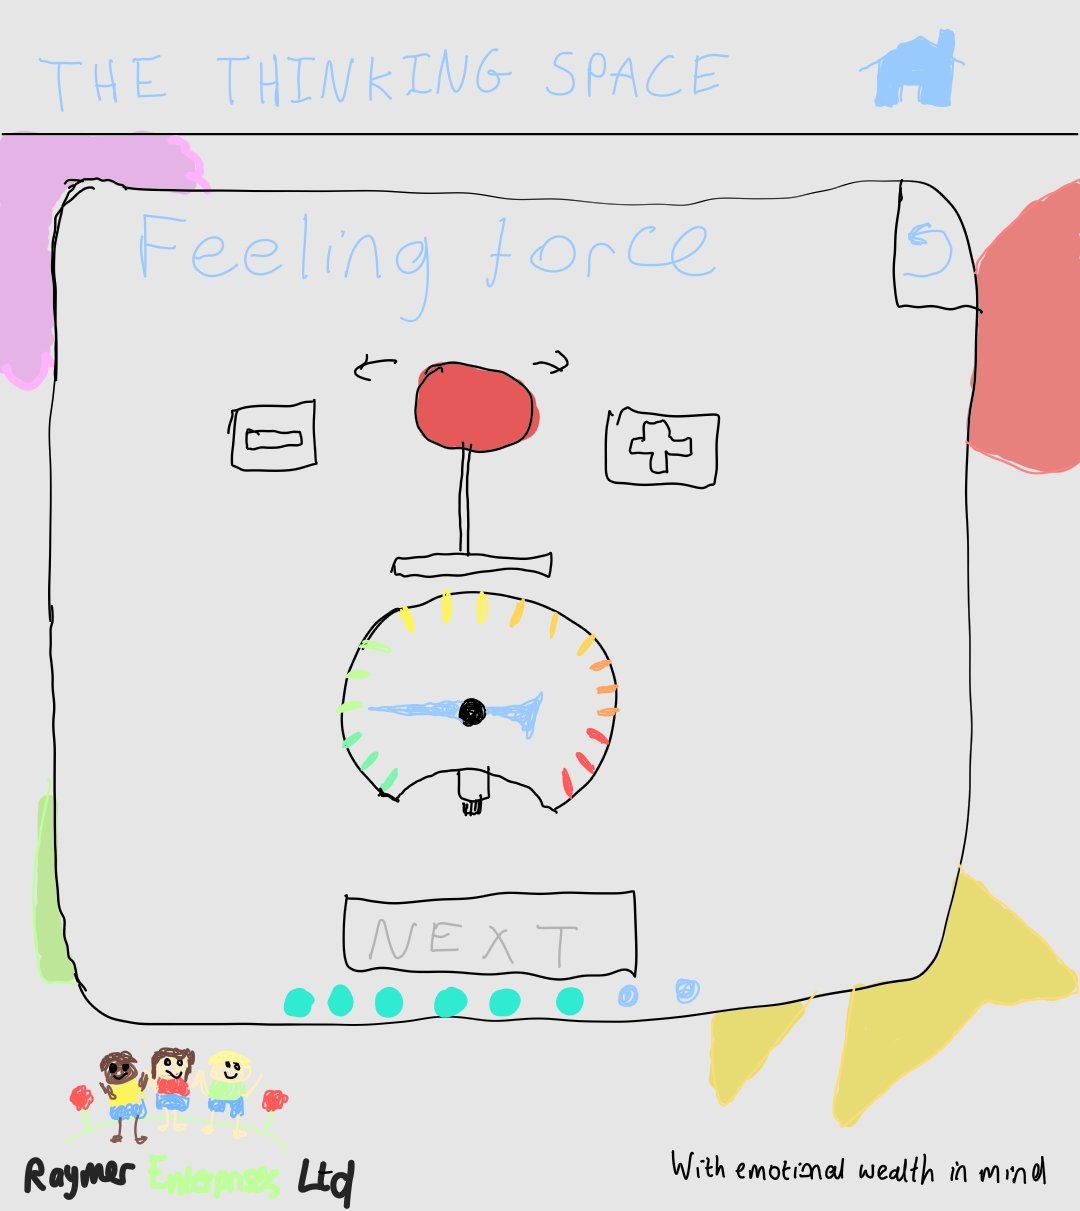 THE THINKING SPACE
Feeling force
NEXT
Raymer Enterprises Ltd
With emotional wealth in mind